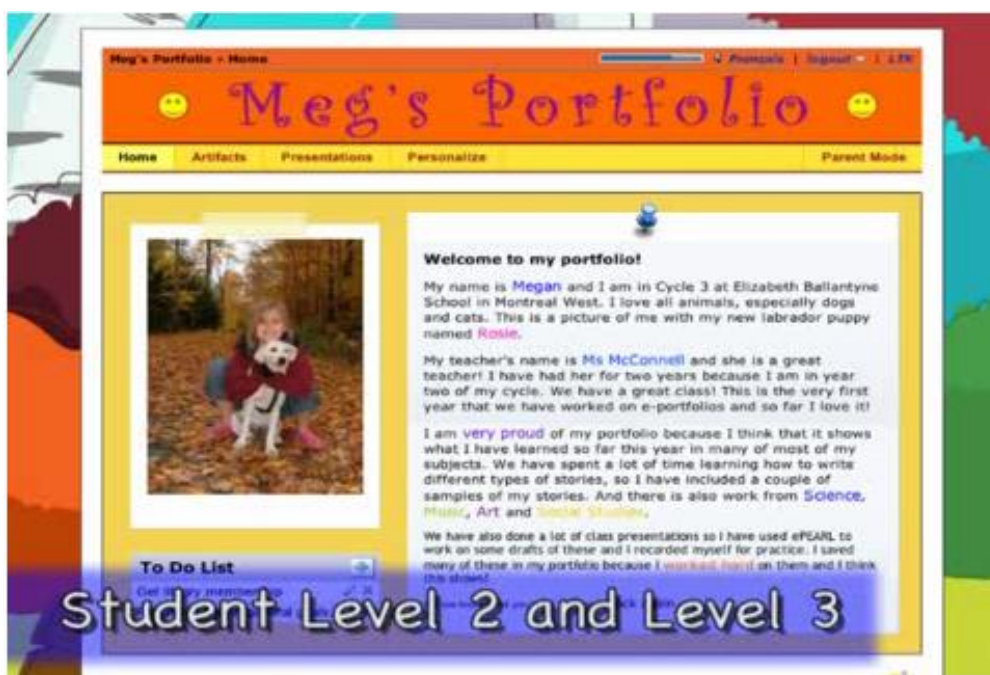 Meg's Portfolio - Home
Français | logout | LTK
Meg's Portfolio
Home Artifacts Presentations Personalize Parent Mode
Welcome to my portfolio!
My name is Megan and I am in Cycle 3 at Elizabeth Ballantyne
School in Montreal West. I love all animals, especially dogs
and cats. This is a picture of me with my new labrador puppy
named Rosie.
My teacher's name is Ms McConnell and she is a great
teacher! I have had her for two years because I am in year
two of my cycle. We have a great class! This is the very first
year that we have worked on e-portfolios and so far I love it!
I am very proud of my portfolio because I think that it shows
what I have learned so far this year in many of most of my
subjects. We have spent a lot of time learning how to write
different types of stories, so I have included a couple of
samples of my stories. And there is also work from Science,
Music, Art and Social Studies.
We have also done a lot of class presentations so I have used ePEARL to
work on some drafts of these and I recorded myself for practice. I saved
many of these in my portfolio because I worked hard on them and I think
this shows!
To Do List
Get library membership
Student Level 2 and Level 3